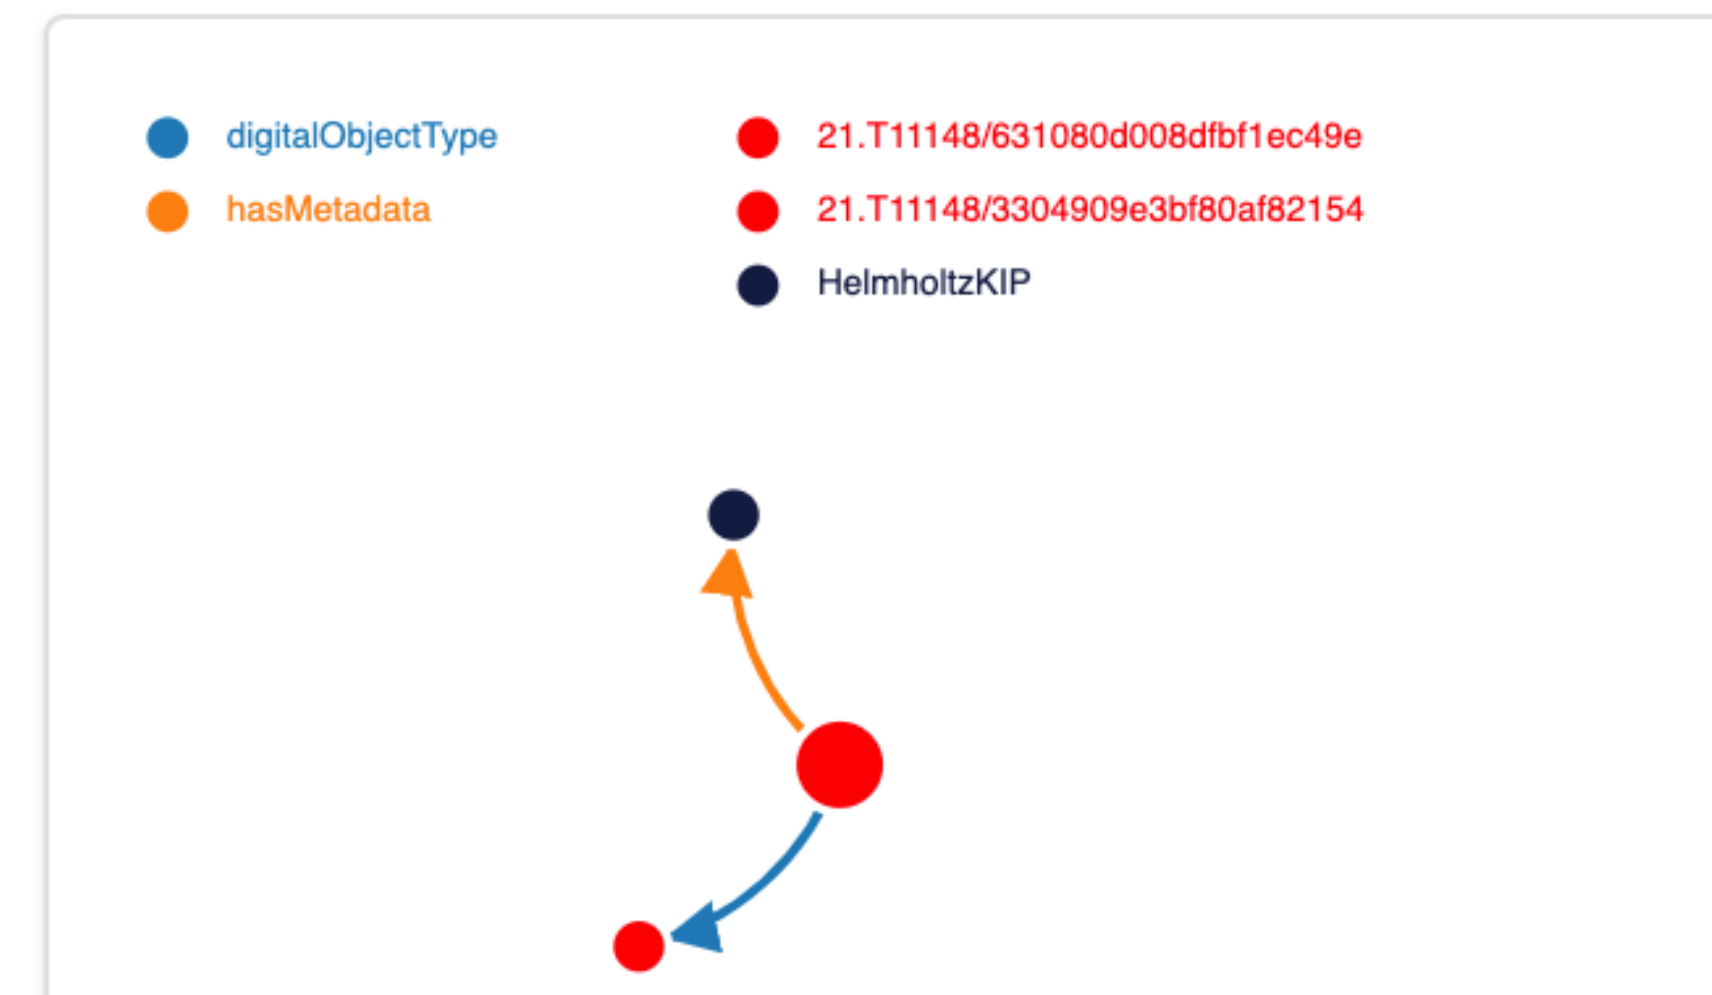 digitalObjectType
hasMetadata
21.T11148/631080d008dfbf1ec49e
21.T11148/3304909e3bf80af82154
HelmholtzKIP